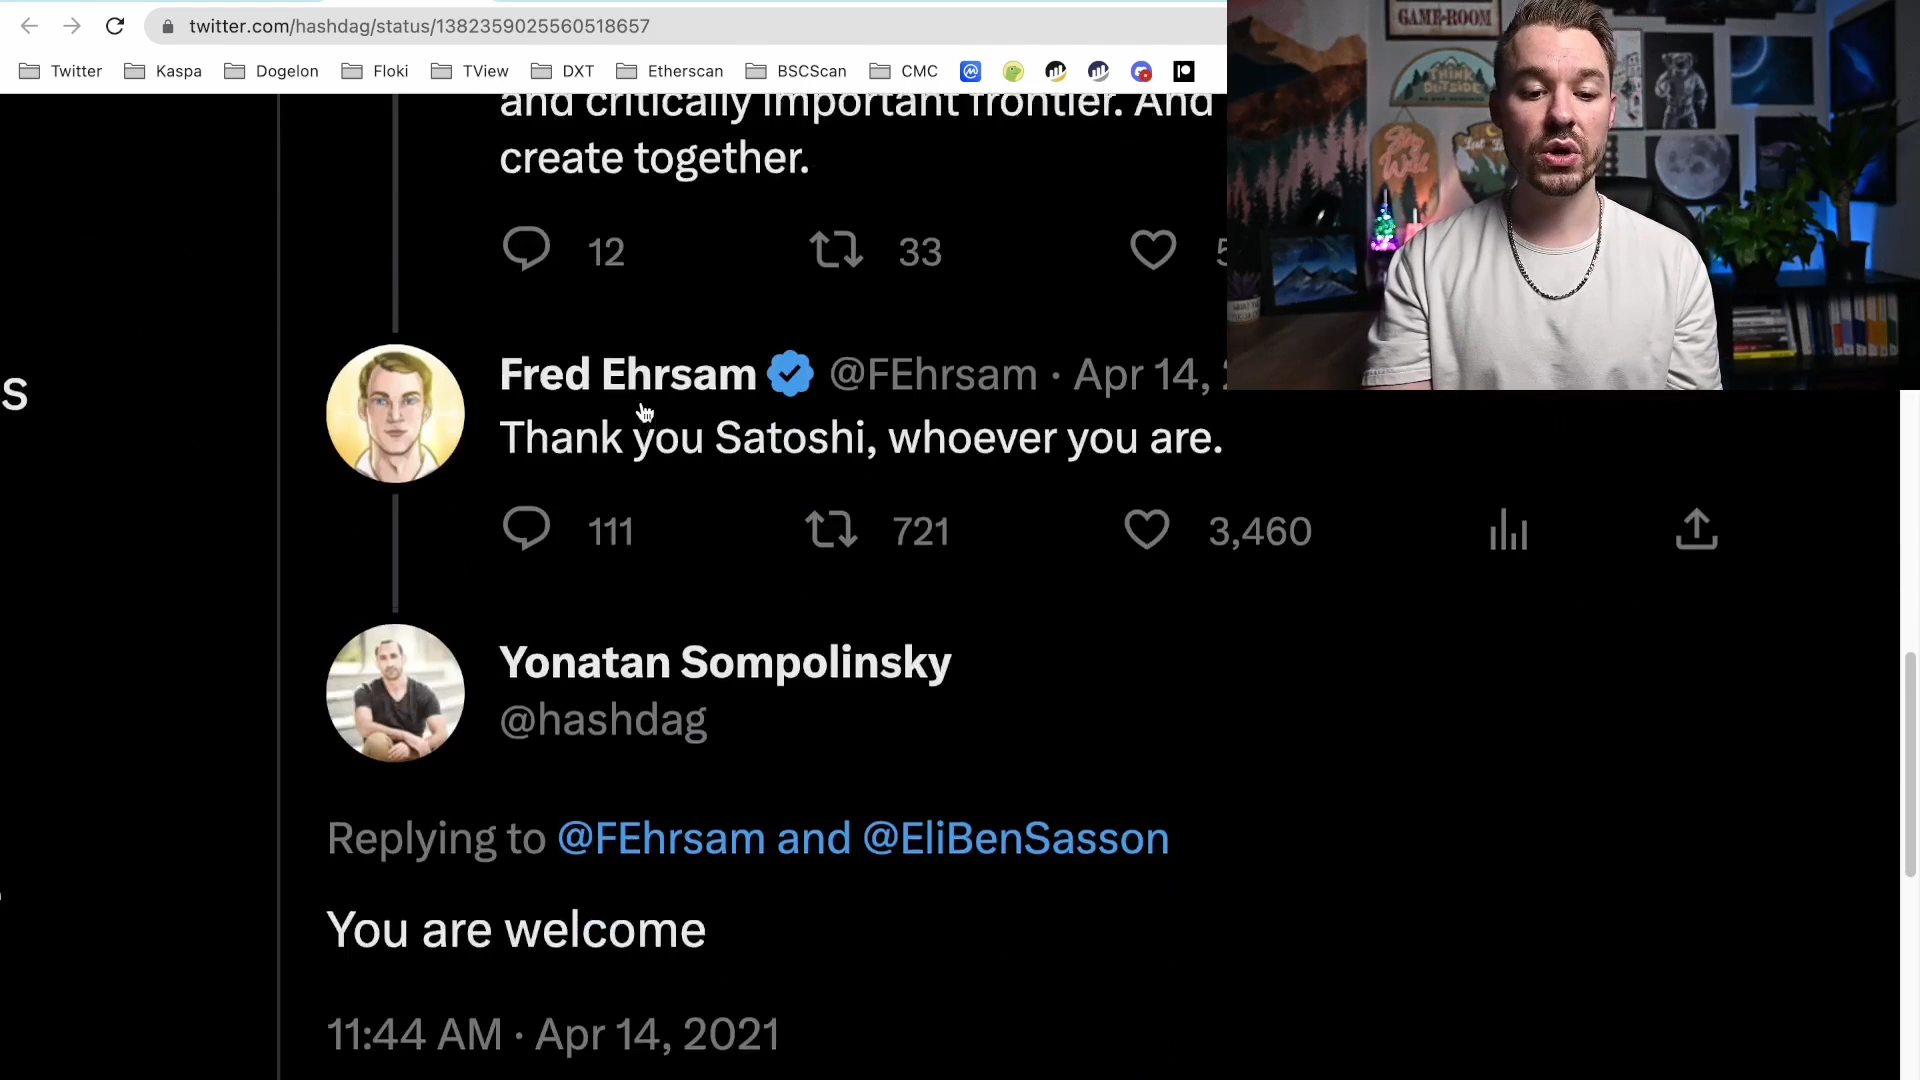 twitter.com/hashdag/status/1382359025560518657
Twitter Kaspa Dogelon Floki TView DXT Etherscan BSCScan CMC
GAME-ROOM
THINK OUTSIDE
Stay Wild
and critically important frontier. And
create together.
12 33 5
S
Fred Ehrsam @FEhrsam · Apr 14,
Thank you Satoshi, whoever you are.
111 721 3,460
Yonatan Sompolinsky
@hashdag
Replying to @FEhrsam and @EliBenSasson
You are welcome
11:44 AM · Apr 14, 2021